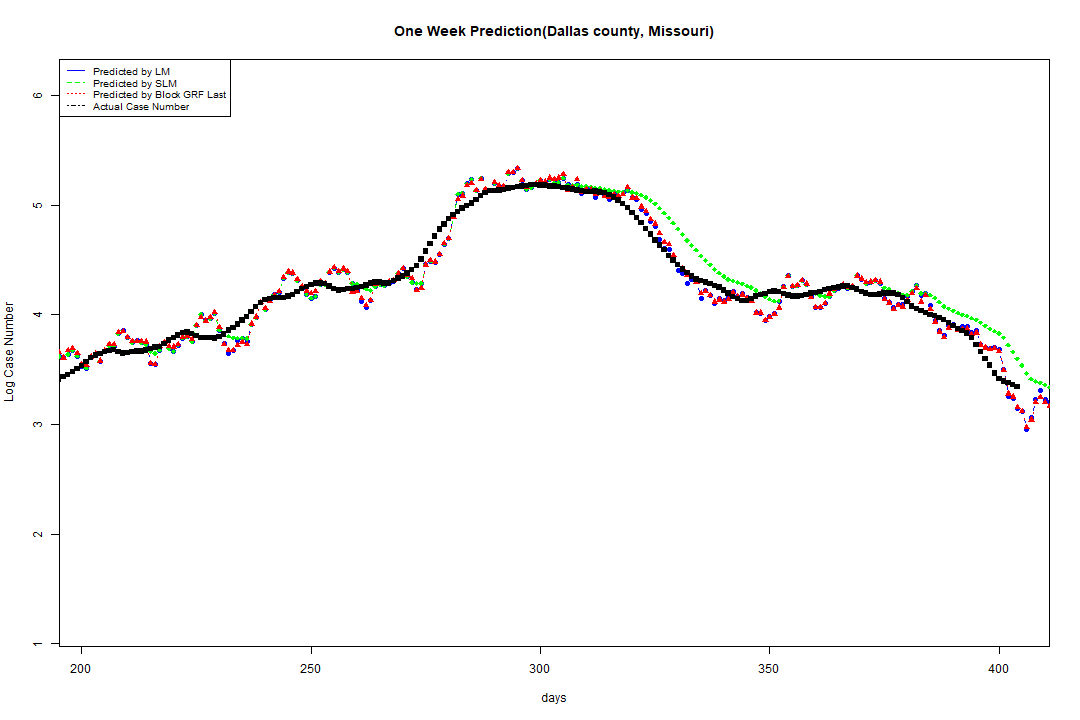 One Week Prediction(Dallas county, Missouri)
Predicted by LM
Predicted by SLM
Predicted by Block GRF Last
Actual Case Number
Log Case Number
6
5
4
3
2
1
200 250 300 350 400
days